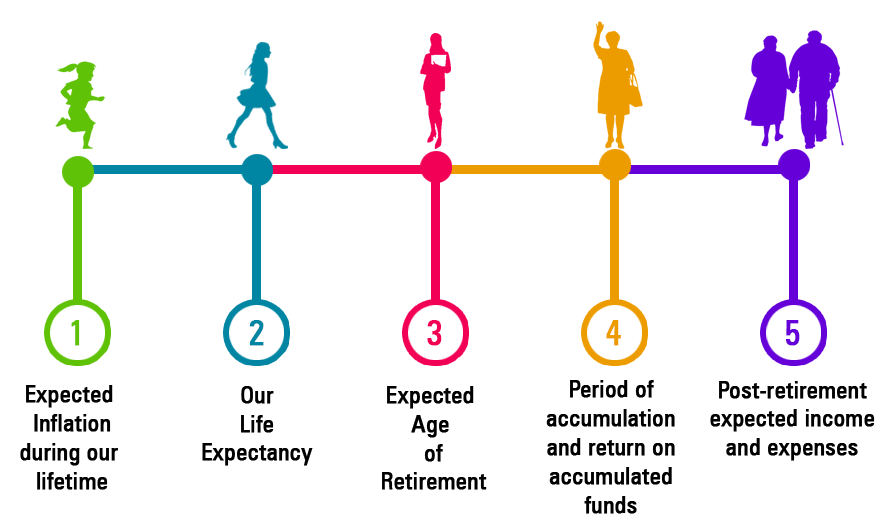 1
Expected
Inflation
during our
lifetime
2
Our
Life
Expectancy
3
Expected
Age
of
Retirement
4
Period of
accumulation
and return on
accumulated
funds
5
Post-retirement
expected income
and expenses